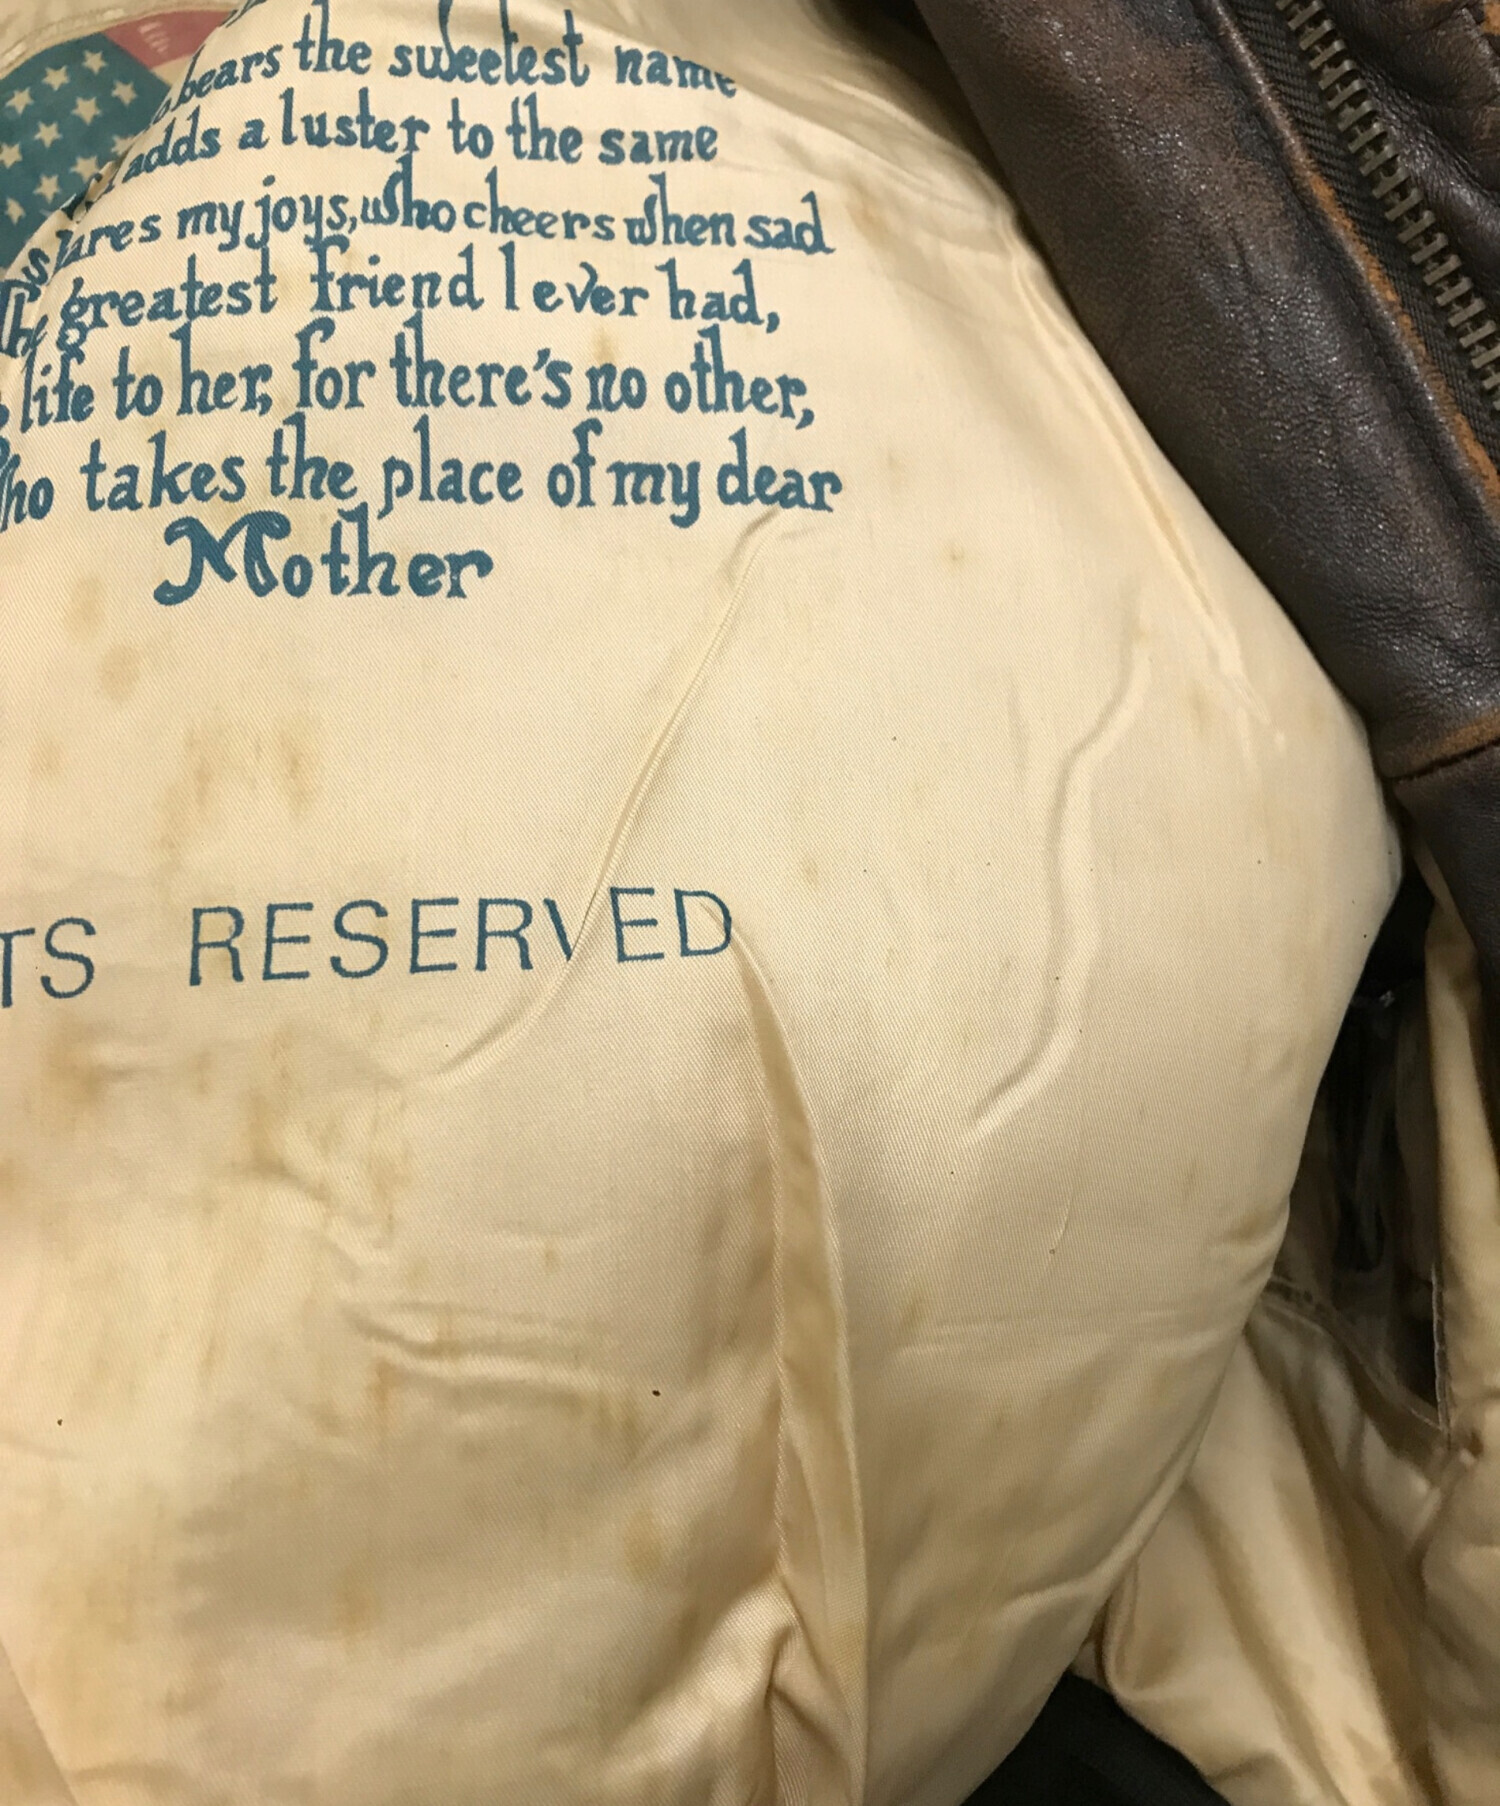 bears the sweetest name
adds a luster to the same
shares my joys, who cheers when sad
The greatest friend I ever had,
life to her, for there's no other,
Who takes the place of my dear
Mother
TS RESERVED